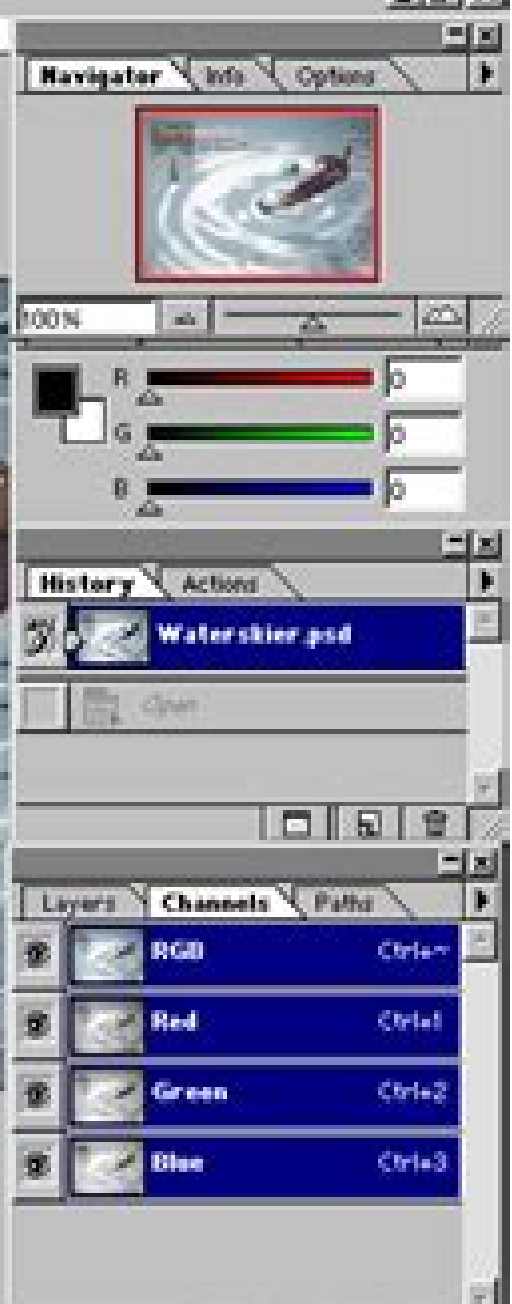 Navigator Info Options
100%
R 0
G 0
B 0
History Actions
Waterskier.psd
Open
Layers Channels Paths
RGB Ctrl+~
Red Ctrl+1
Green Ctrl+2
Blue Ctrl+3